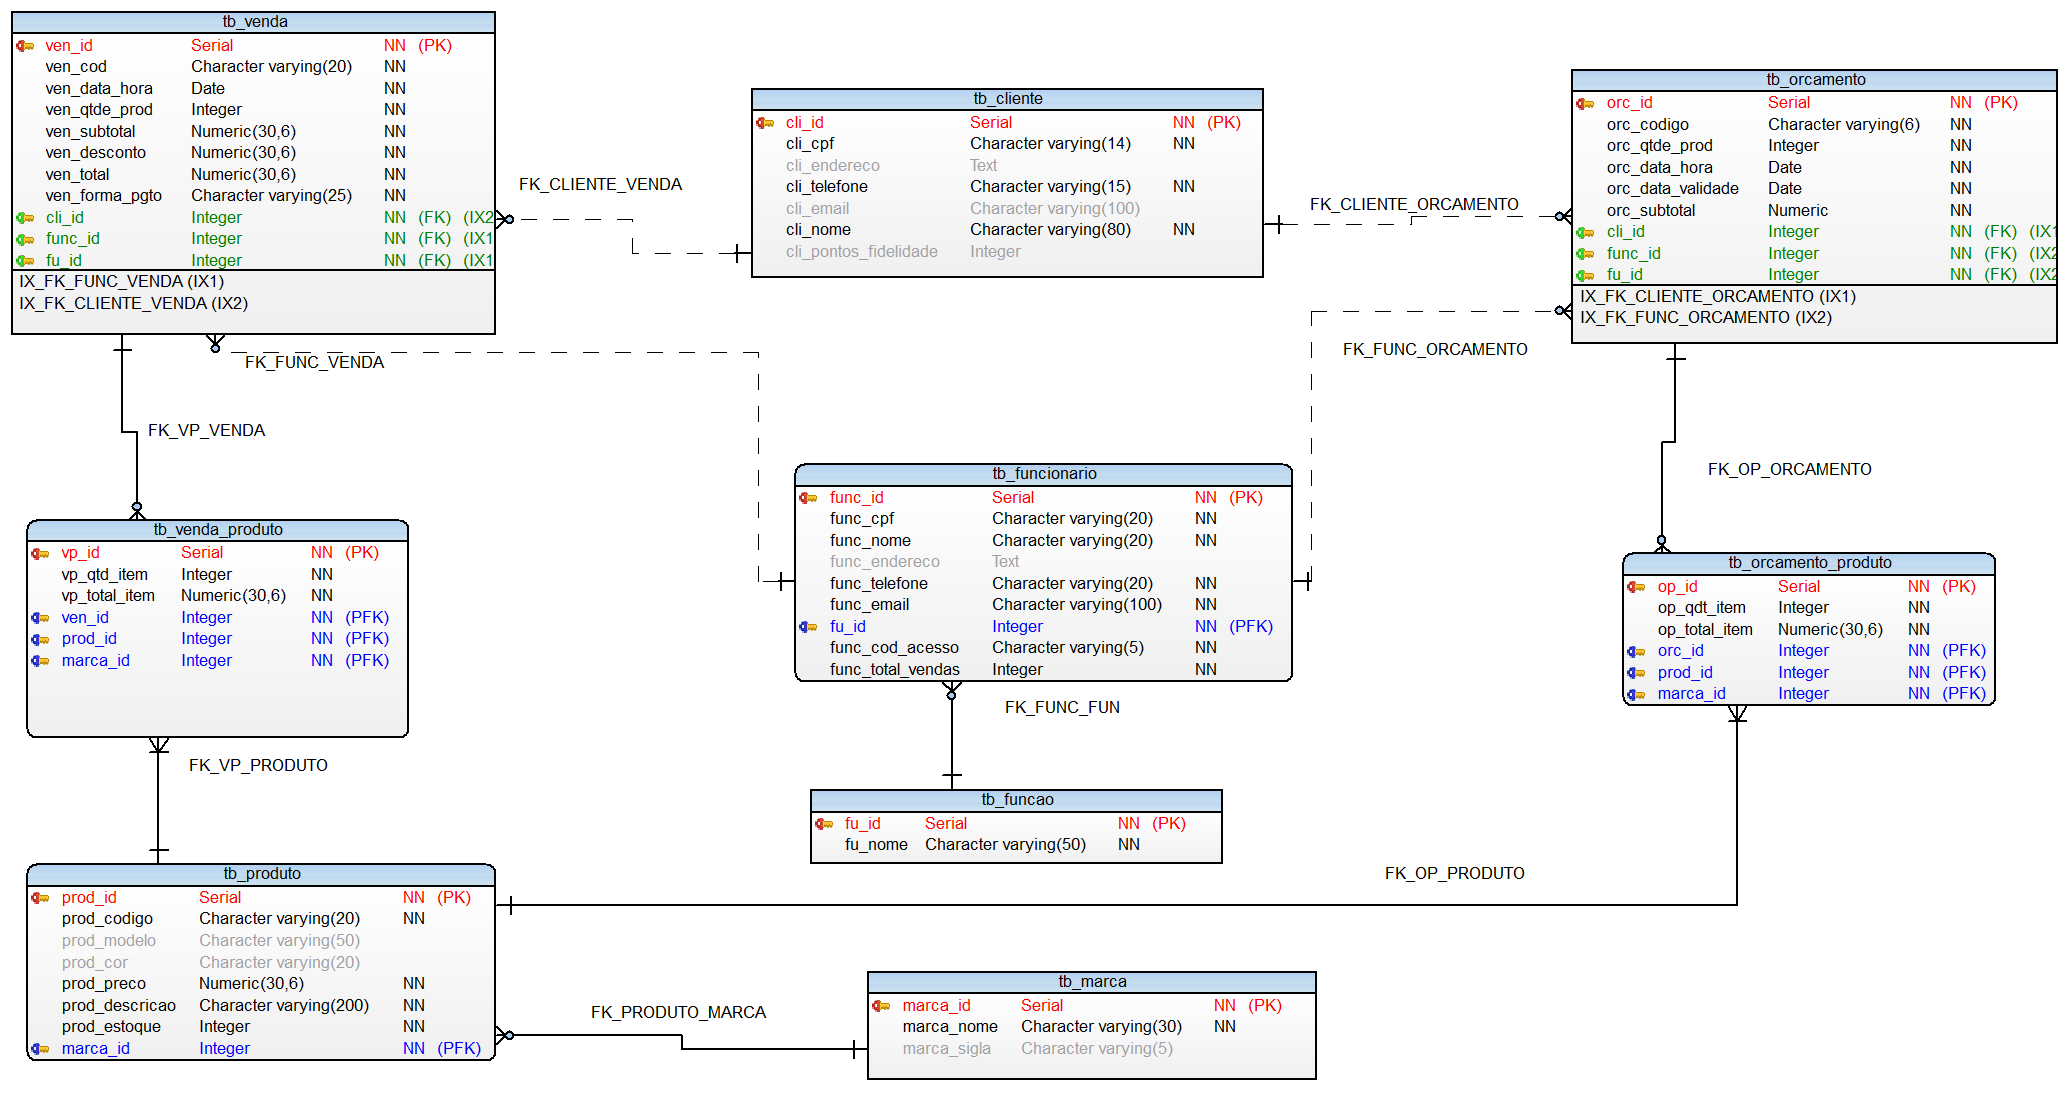 tb_venda
ven_id Serial NN (PK)
ven_cod Character varying(20) NN
ven_data_hora Date NN
ven_qtde_prod Integer NN
ven_subtotal Numeric(30,6) NN
ven_desconto Numeric(30,6) NN
ven_total Numeric(30,6) NN
ven_forma_pgto Character varying(25) NN
cli_id Integer NN (FK) (IX2
func_id Integer NN (FK) (IX1
fu_id Integer NN (FK) (IX1
IX_FK_FUNC_VENDA (IX1)
IX_FK_CLIENTE_VENDA (IX2)
FK_CLIENTE_VENDA
tb_cliente
cli_id Serial NN (PK)
cli_cpf Character varying(14) NN
cli_endereco Text
cli_telefone Character varying(15) NN
cli_email Character varying(100)
cli_nome Character varying(80) NN
cli_pontos_fidelidade Integer
FK_CLIENTE_ORCAMENTO
tb_orcamento
orc_id Serial NN (PK)
orc_codigo Character varying(6) NN
orc_qtde_prod Integer NN
orc_data_hora Date NN
orc_data_validade Date NN
orc_subtotal Numeric NN
cli_id Integer NN (FK) (IX1
func_id Integer NN (FK) (IX2
fu_id Integer NN (FK) (IX2
IX_FK_CLIENTE_ORCAMENTO (IX1)
IX_FK_FUNC_ORCAMENTO (IX2)
FK_FUNC_VENDA
FK_FUNC_ORCAMENTO
FK_VP_VENDA
FK_OP_ORCAMENTO
tb_venda_produto
vp_id Serial NN (PK)
vp_qtd_item Integer NN
vp_total_item Numeric(30,6) NN
ven_id Integer NN (PFK)
prod_id Integer NN (PFK)
marca_id Integer NN (PFK)
tb_funcionario
func_id Serial NN (PK)
func_cpf Character varying(20) NN
func_nome Character varying(20) NN
func_endereco Text
func_telefone Character varying(20) NN
func_email Character varying(100) NN
fu_id Integer NN (PFK)
func_cod_acesso Character varying(5) NN
func_total_vendas Integer NN
tb_orcamento_produto
op_id Serial NN (PK)
op_qdt_item Integer NN
op_total_item Numeric(30,6) NN
orc_id Integer NN (PFK)
prod_id Integer NN (PFK)
marca_id Integer NN (PFK)
FK_FUNC_FUN
FK_VP_PRODUTO
tb_funcao
fu_id Serial NN (PK)
fu_nome Character varying(50) NN
FK_OP_PRODUTO
tb_produto
prod_id Serial NN (PK)
prod_codigo Character varying(20) NN
prod_modelo Character varying(50)
prod_cor Character varying(20)
prod_preco Numeric(30,6) NN
prod_descricao Character varying(200) NN
prod_estoque Integer NN
marca_id Integer NN (PFK)
FK_PRODUTO_MARCA
tb_marca
marca_id Serial NN (PK)
marca_nome Character varying(30) NN
marca_sigla Character varying(5)